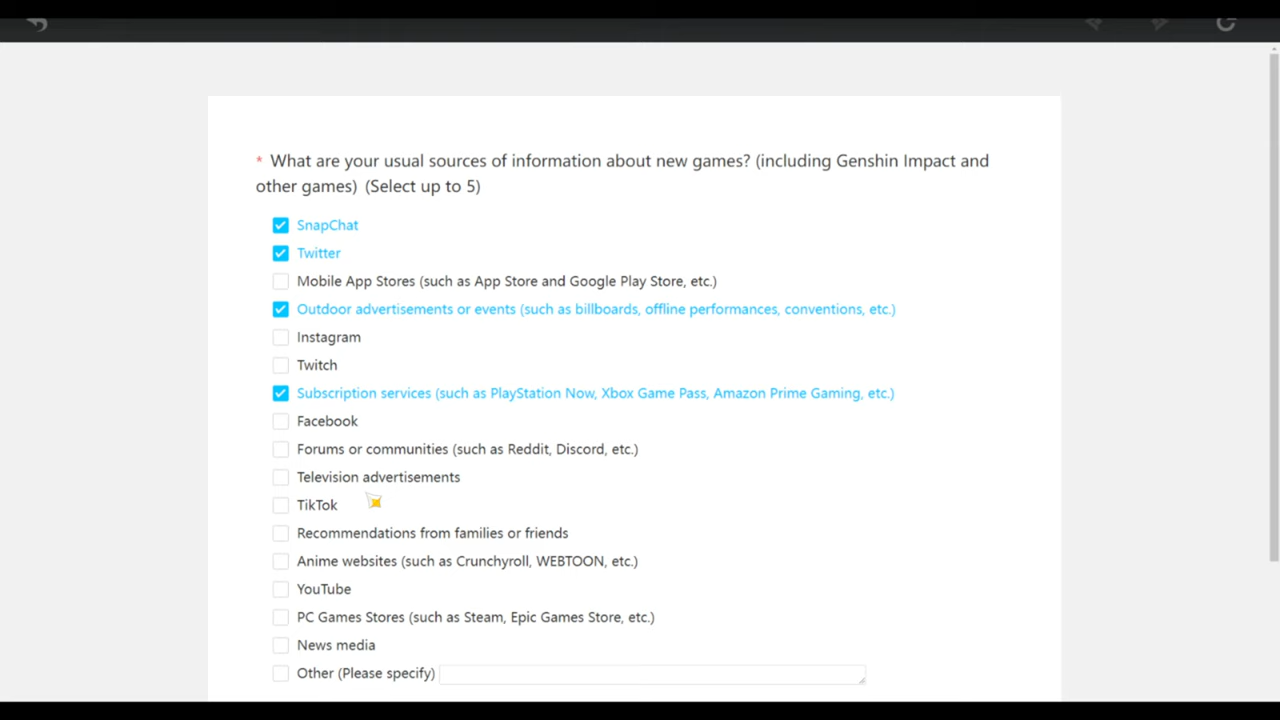 * What are your usual sources of information about new games? (including Genshin Impact and
other games) (Select up to 5)
SnapChat
Twitter
Mobile App Stores (such as App Store and Google Play Store, etc.)
Outdoor advertisements or events (such as billboards, offline performances, conventions, etc.)
Instagram
Twitch
Subscription services (such as PlayStation Now, Xbox Game Pass, Amazon Prime Gaming, etc.)
Facebook
Forums or communities (such as Reddit, Discord, etc.)
Television advertisements
TikTok
Recommendations from families or friends
Anime websites (such as Crunchyroll, WEBTOON, etc.)
YouTube
PC Games Stores (such as Steam, Epic Games Store, etc.)
News media
Other (Please specify)